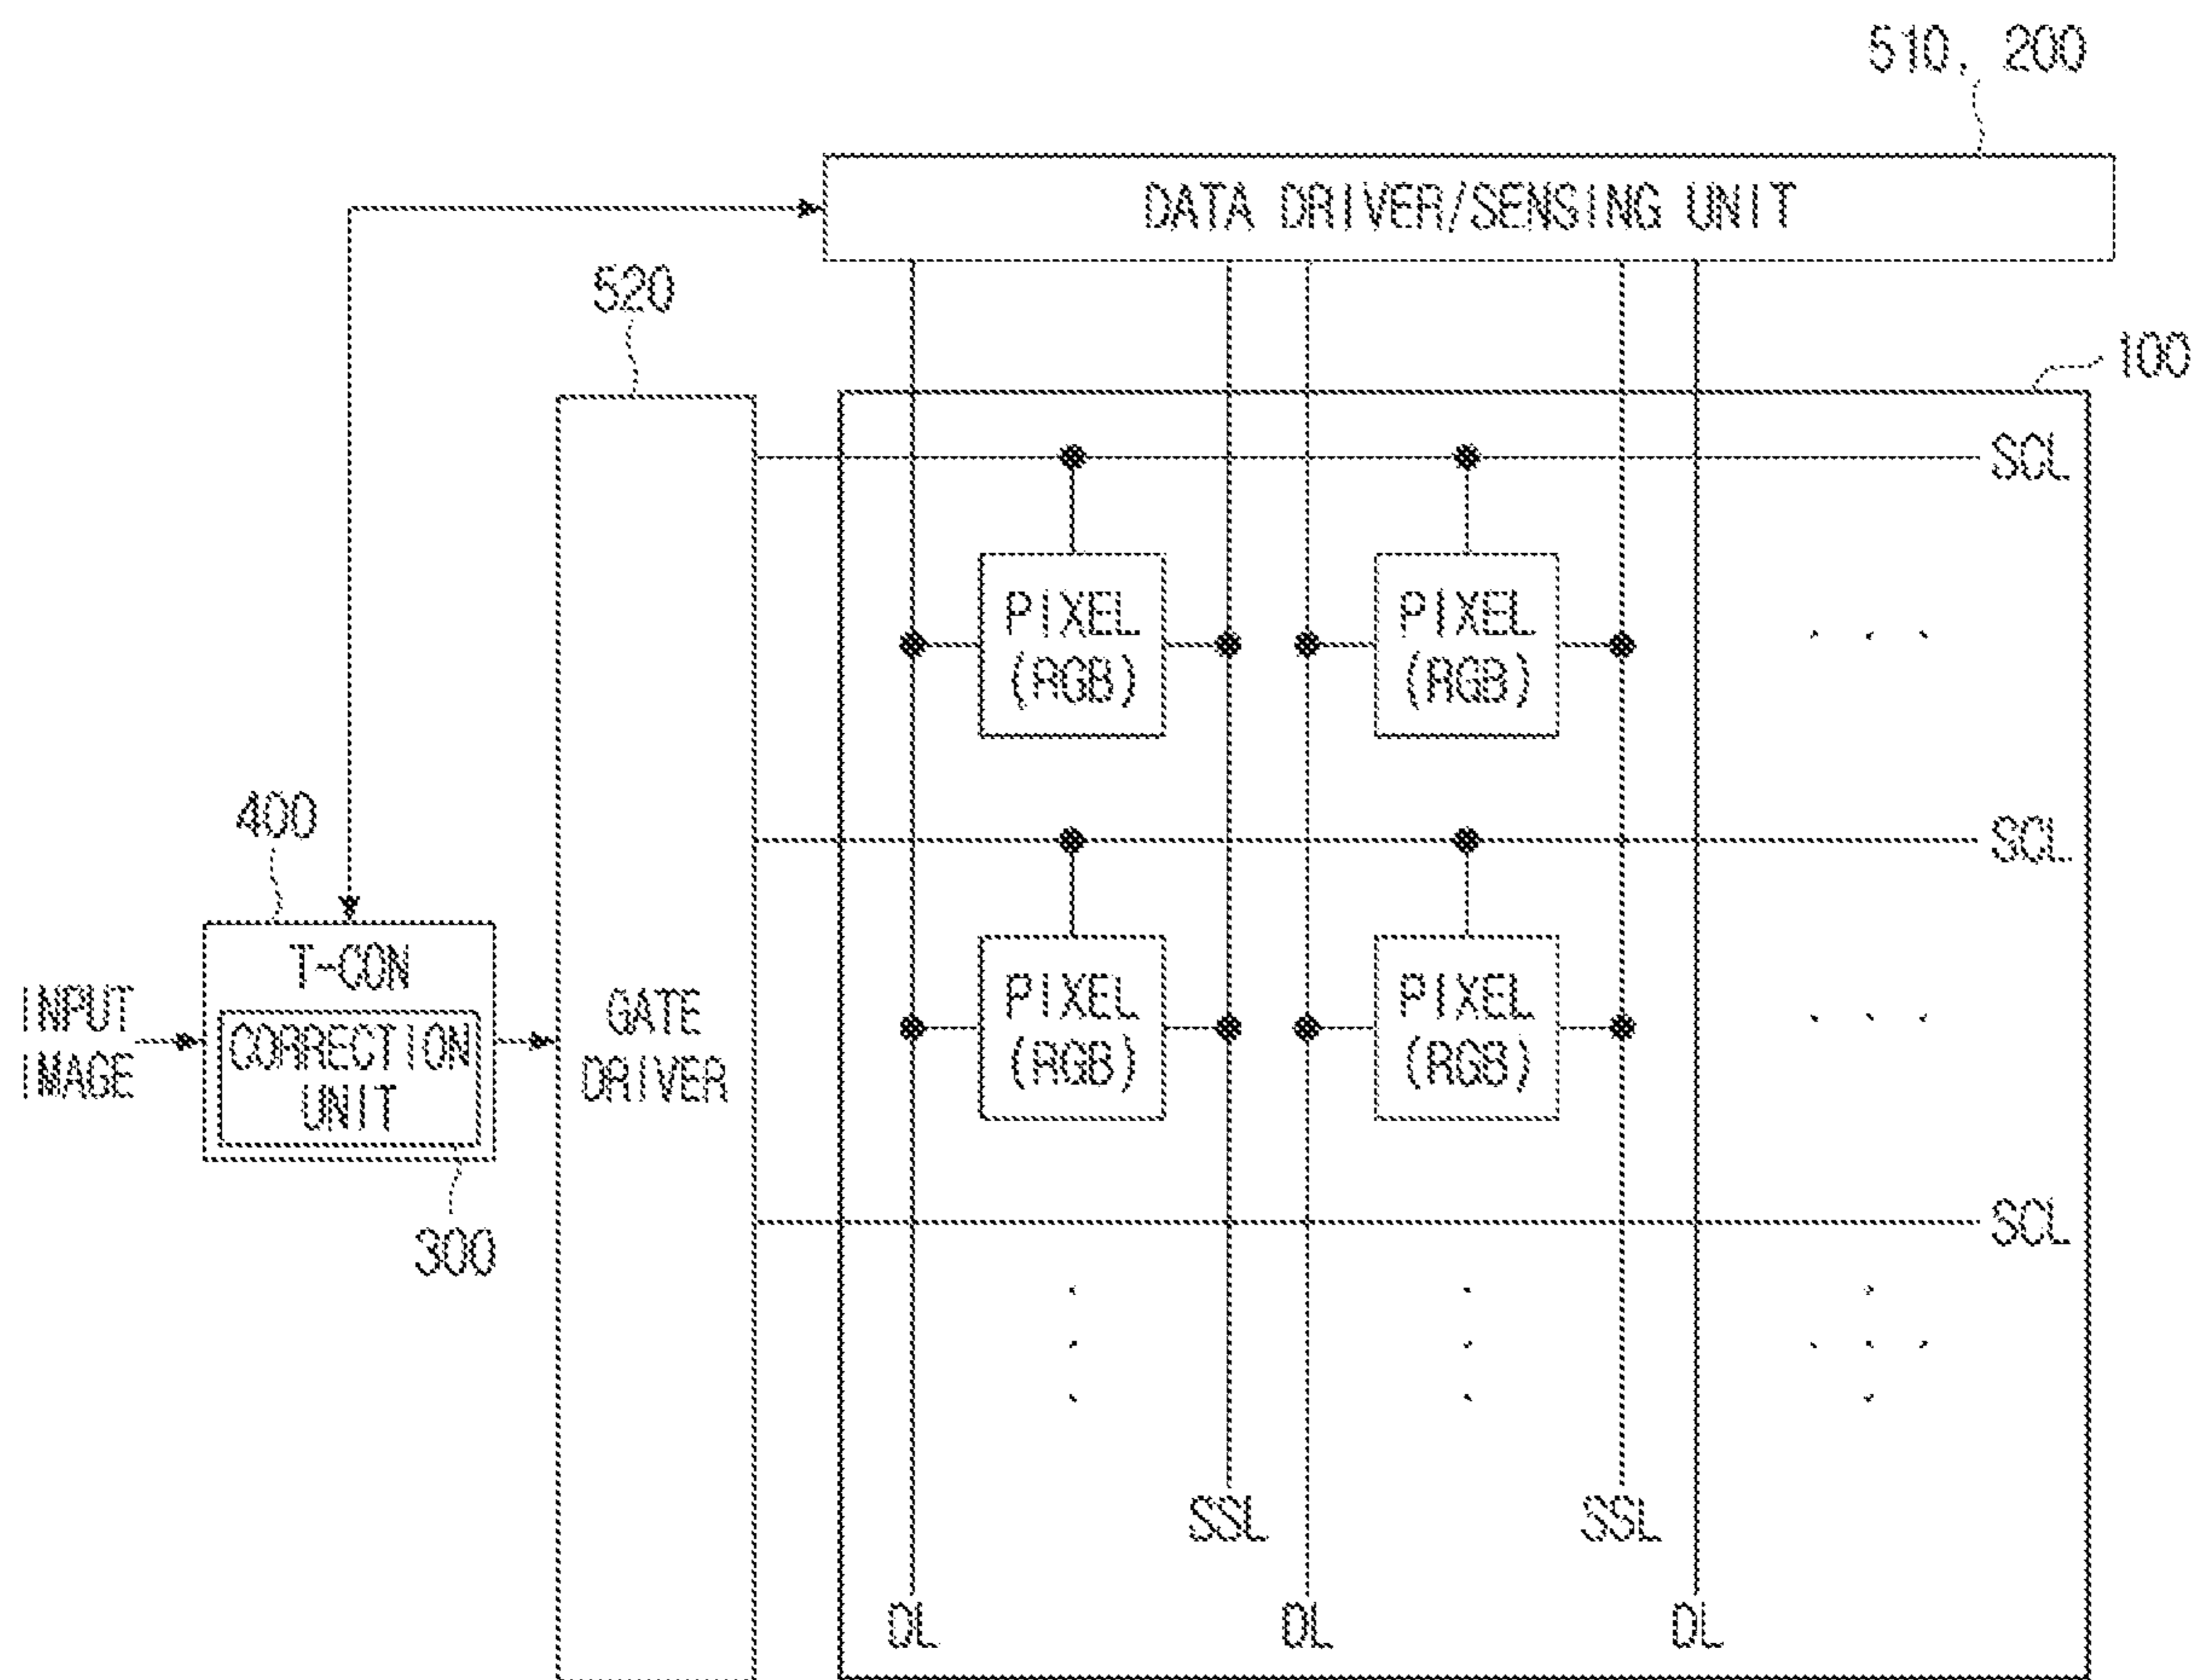 510, 200
DATA DRIVER/SENSING UNIT
520
100
SCL
PIXEL
(RGB)
PIXEL
(RGB)
. . .
400
SCL
T-CON
INPUT
IMAGE
CORRECTION
UNIT
GATE
DRIVER
PIXEL
(RGB)
PIXEL
(RGB)
. . .
300
SCL
SSL
SSL
DL
DL
DL